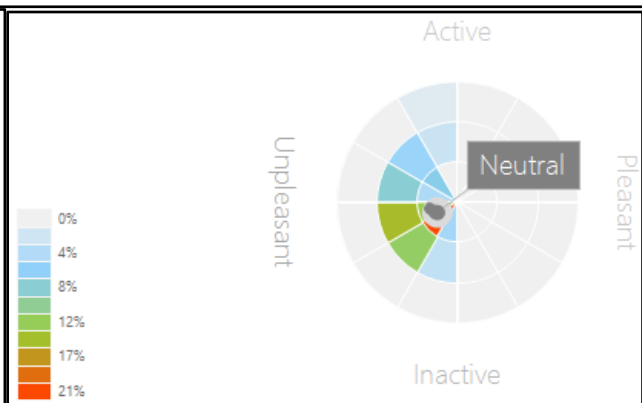 Active
Neutral
Unpleasant
Pleasant
0%
4%
8%
12%
17%
21%
Inactive